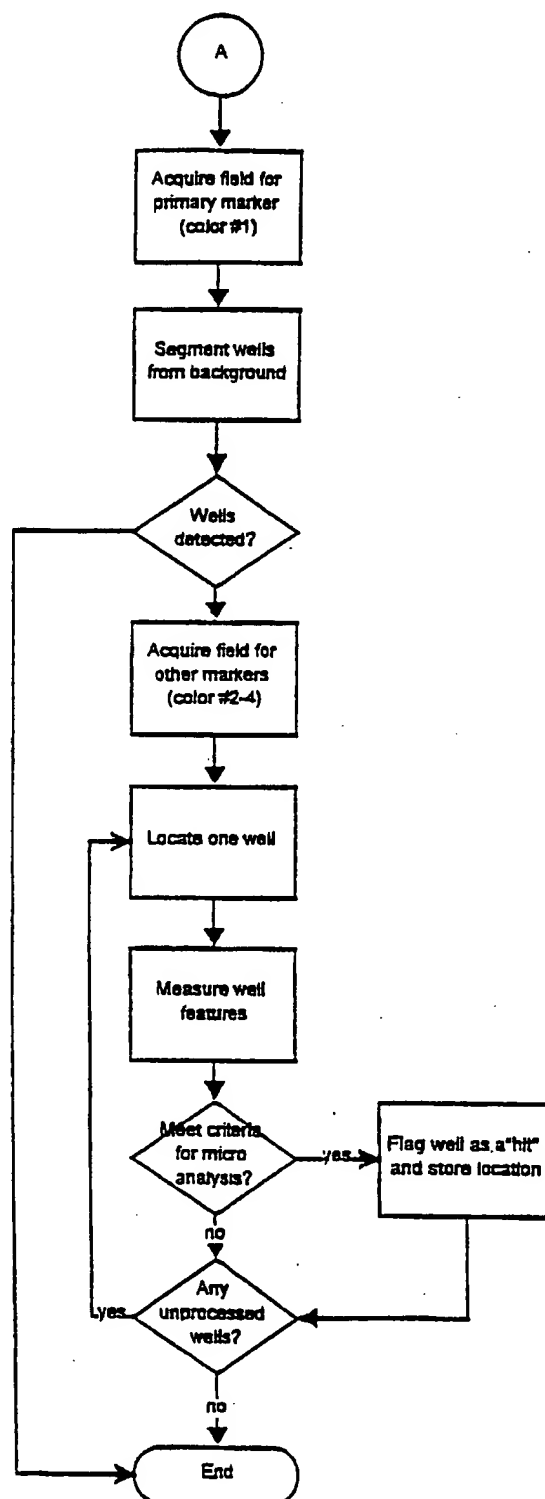 A
Acquire field for
primary marker
(color #1)
Segment wells
from background
Wells
detected?
Acquire field for
other markers
(color #2-4)
Locate one well
Measure well
features
Meet criteria
for micro
analysis?
yes
Flag well as a "hit"
and store location
no
Any
unprocessed
wells?
yes
no
End